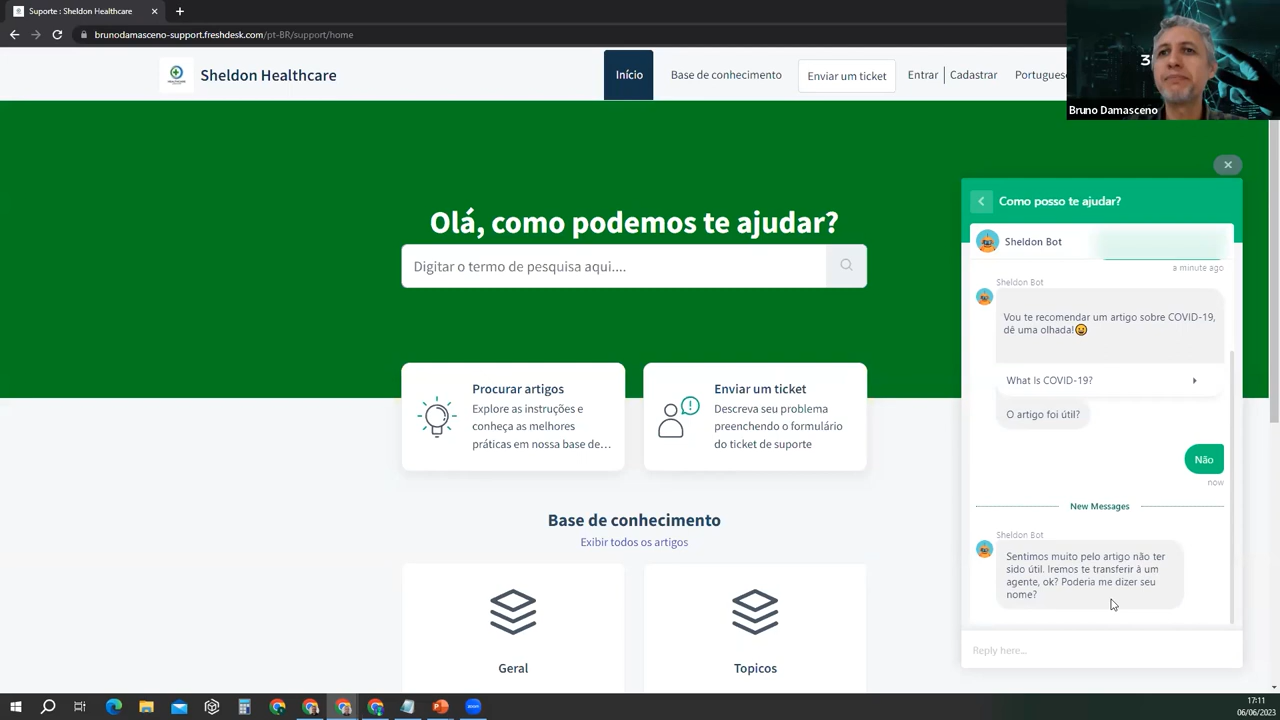 Suporte : Sheldon Healthcare
brunodamasceno-support.freshdesk.com/pt-BR/support/home
Sheldon Healthcare
Início
Base de conhecimento
Enviar um ticket
Entrar
Cadastrar
Portugues
3
Bruno Damasceno
Olá, como podemos te ajudar?
Digitar o termo de pesquisa aqui....
Procurar artigos
Explore as instruções e
conheça as melhores
práticas em nossa base de…
Enviar um ticket
Descreva seu problema
preenchendo o formulário
do ticket de suporte
Base de conhecimento
Exibir todos os artigos
Geral
Topicos
Como posso te ajudar?
Sheldon Bot
a minute ago
Sheldon Bot
Vou te recomendar um artigo sobre COVID-19,
dê uma olhada!😀
What Is COVID-19?
O artigo foi útil?
Não
now
New Messages
Sheldon Bot
Sentimos muito pelo artigo não ter
sido útil. Iremos te transferir à um
agente, ok? Poderia me dizer seu
nome?
Reply here...
17:11
06/06/2023